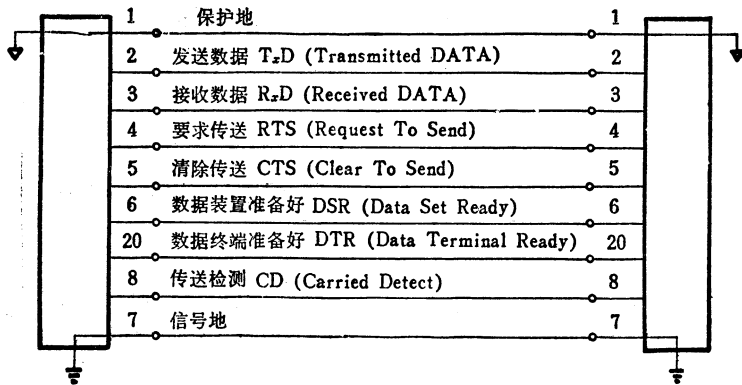 1 保护地 1
2 发送数据 TxD (Transmitted DATA) 2
3 接收数据 RxD (Received DATA) 3
4 要求传送 RTS (Request To Send) 4
5 清除传送 CTS (Clear To Send) 5
6 数据装置准备好 DSR (Data Set Ready) 6
20 数据终端准备好 DTR (Data Terminal Ready) 20
8 传送检测 CD (Carried Detect) 8
7 信号地 7